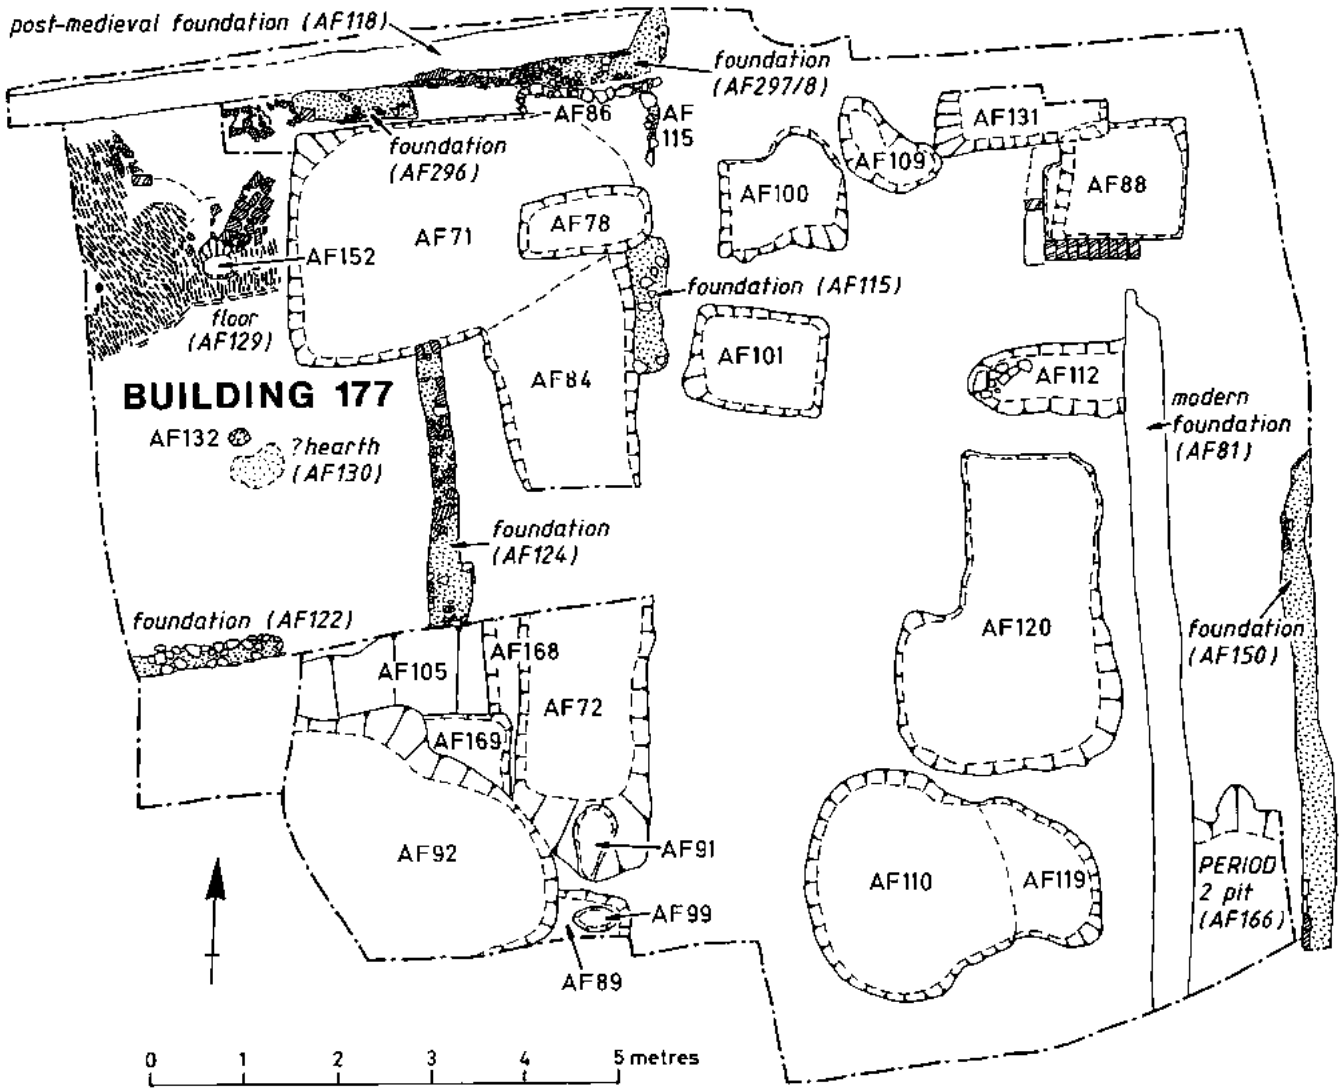 post-medieval foundation (AF118)
foundation
(AF297/8)
AF86
AF
115
AF131
foundation
(AF296)
AF109
AF100
AF88
AF78
AF71
AF152
foundation (AF115)
floor
(AF129)
AF101
AF84
AF112
BUILDING 177
modern
foundation
(AF81)
AF132
?hearth
(AF130)
foundation
(AF124)
foundation (AF122)
AF120
foundation
(AF150)
AF168
AF105
AF72
AF169
AF92
AF91
AF110
AF119
PERIOD
2 pit
(AF166)
AF99
AF89
0 1 2 3 4 5 metres